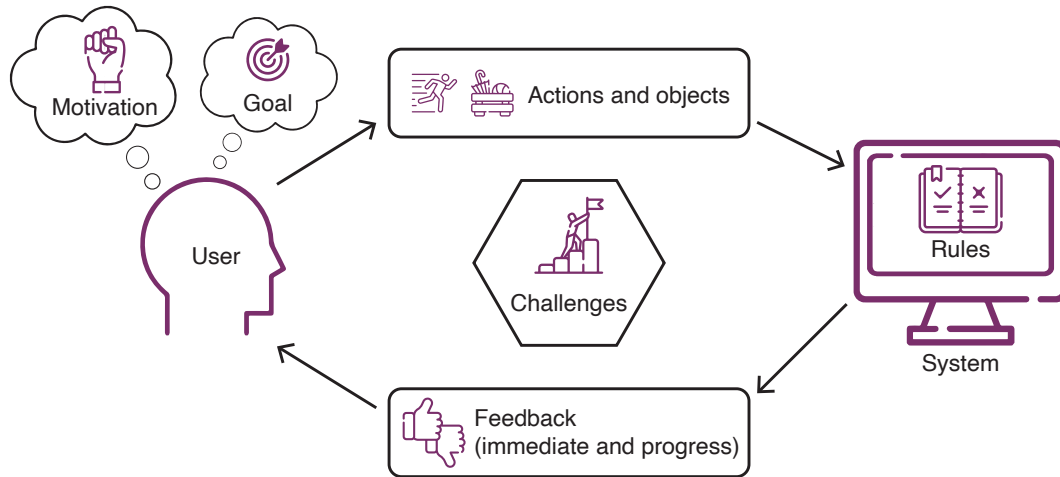 Motivation
Goal
Actions and objects
User
Challenges
Rules
System
Feedback
(immediate and progress)